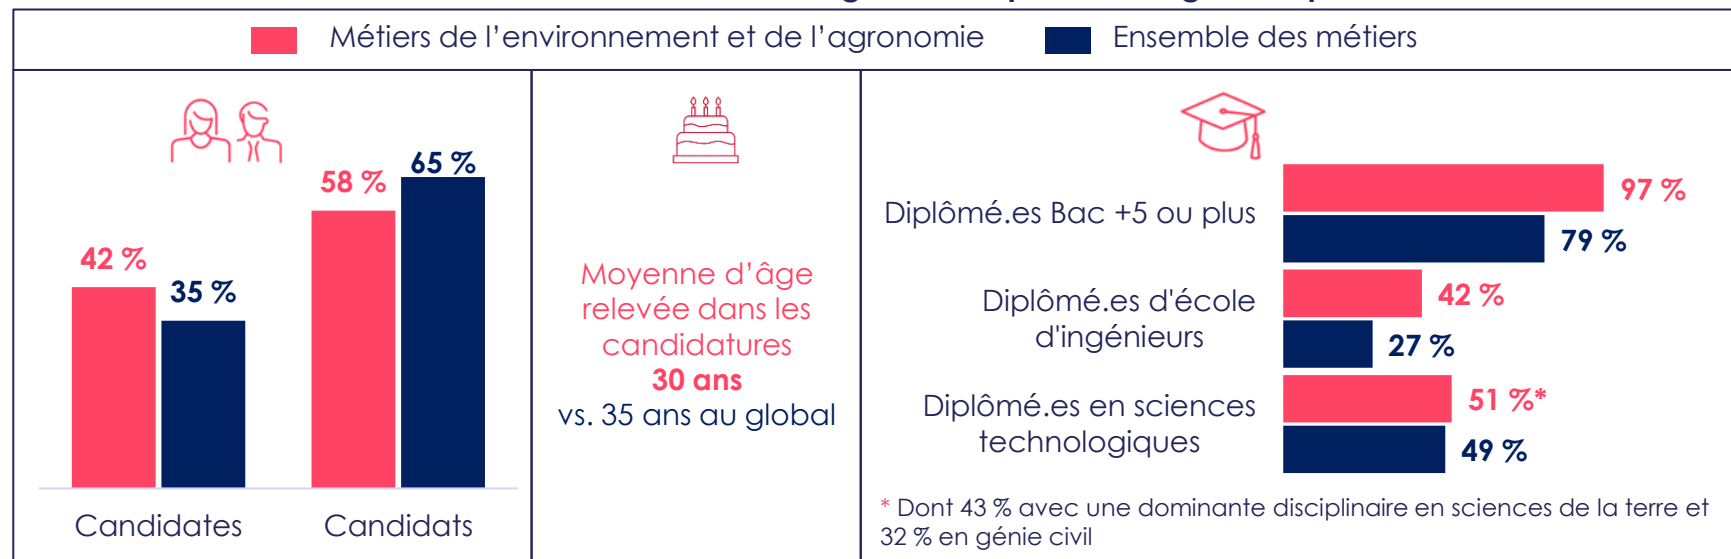 Métiers de l'environnement et de l'agronomie
Ensemble des métiers
42 %
35 %
58 %
65 %
Candidates
Candidats
Moyenne d'âge
relevée dans les
candidatures
30 ans
vs. 35 ans au global
Diplômé.es Bac +5 ou plus
97 %
79 %
Diplômé.es d'école
d'ingénieurs
42 %
27 %
Diplômé.es en sciences
technologiques
51 %*
49 %
* Dont 43 % avec une dominante disciplinaire en sciences de la terre et
32 % en génie civil